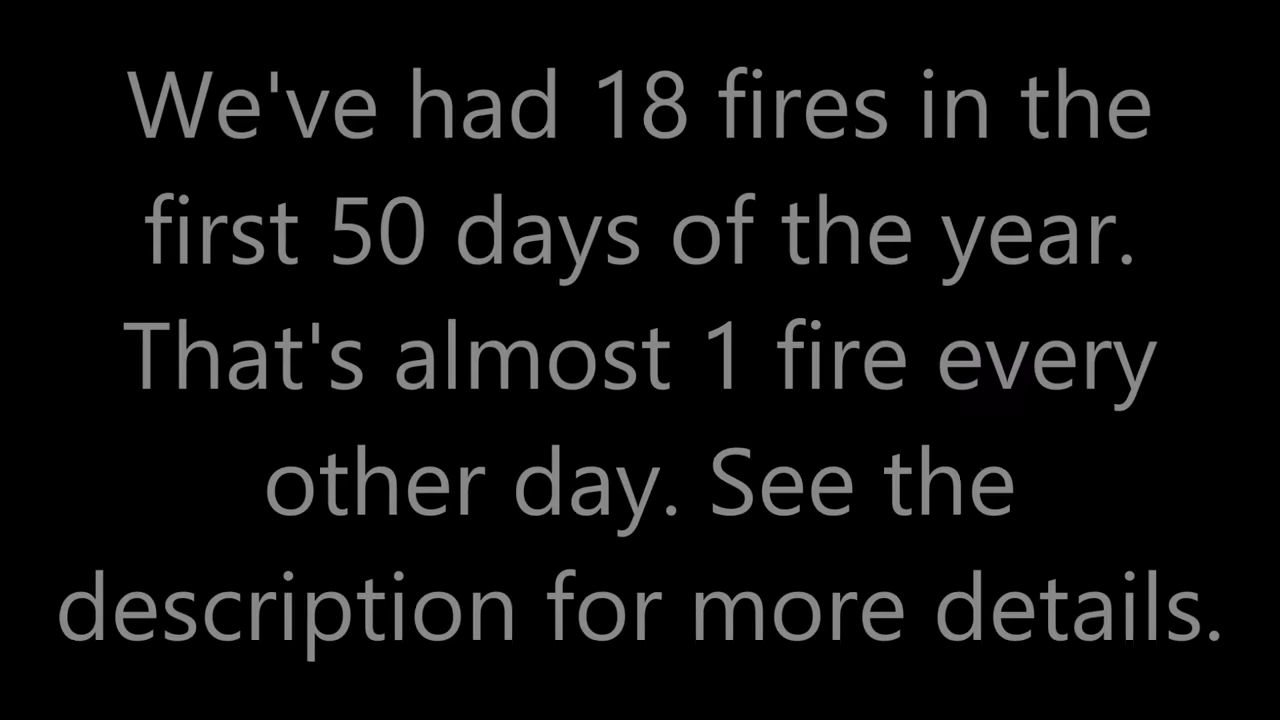 We've had 18 fires in the
first 50 days of the year.
That's almost 1 fire every
other day. See the
description for more details.